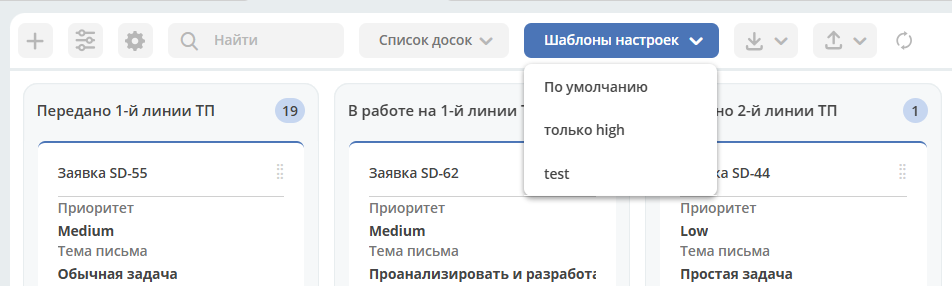 Найти
Список досок
Шаблоны настроек
По умолчанию
только high
test
Передано 1-й линии ТП
19
Заявка SD-55
Приоритет
Medium
Тема письма
Обычная задача
В работе на 1-й линии
Заявка SD-62
Приоритет
Medium
Тема письма
Проанализировать и разработа
но 2-й линии ТП
1
ка SD-44
Приоритет
Low
Тема письма
Простая задача